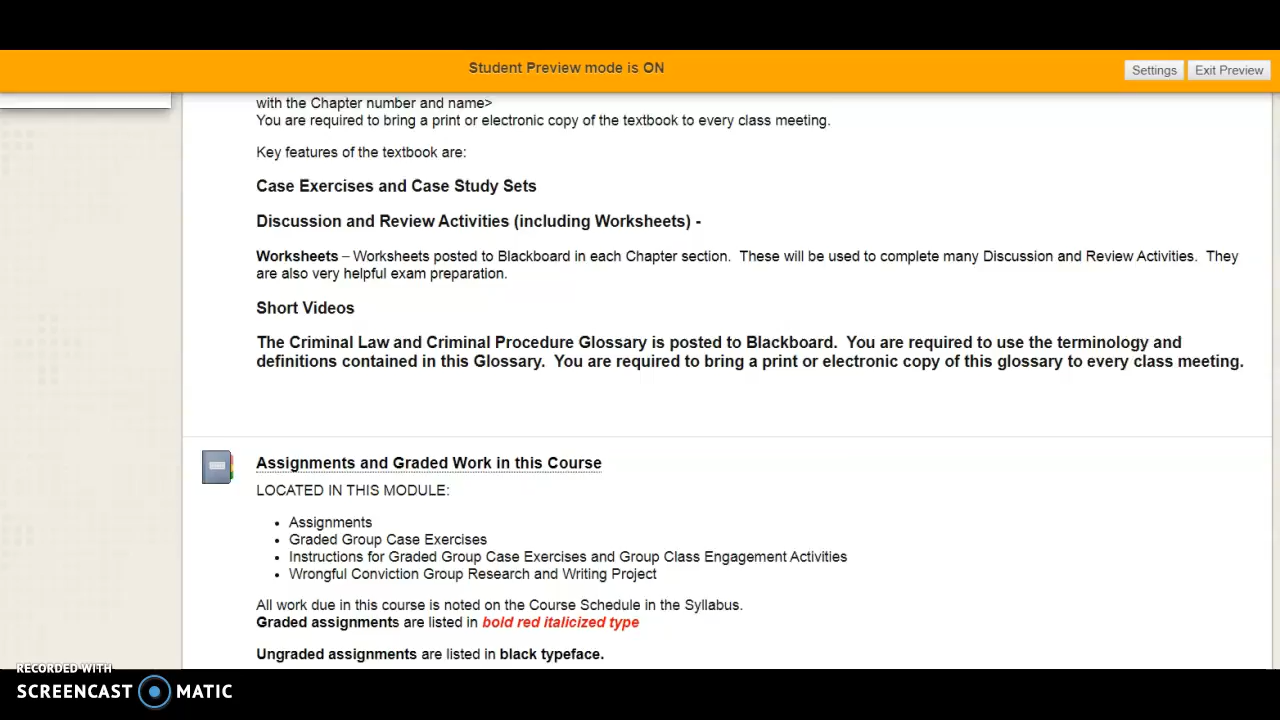 Student Preview mode is ON
Settings
Exit Preview
with the Chapter number and name>
You are required to bring a print or electronic copy of the textbook to every class meeting.
Key features of the textbook are:
Case Exercises and Case Study Sets
Discussion and Review Activities (including Worksheets) -
Worksheets – Worksheets posted to Blackboard in each Chapter section. These will be used to complete many Discussion and Review Activities. They
are also very helpful exam preparation.
Short Videos
The Criminal Law and Criminal Procedure Glossary is posted to Blackboard. You are required to use the terminology and
definitions contained in this Glossary. You are required to bring a print or electronic copy of this glossary to every class meeting.
Assignments and Graded Work in this Course
LOCATED IN THIS MODULE:
• Assignments
• Graded Group Case Exercises
• Instructions for Graded Group Case Exercises and Group Class Engagement Activities
• Wrongful Conviction Group Research and Writing Project
All work due in this course is noted on the Course Schedule in the Syllabus.
Graded assignments are listed in bold red italicized type
Ungraded assignments are listed in black typeface.
RECORDED WITH
SCREENCAST MATIC